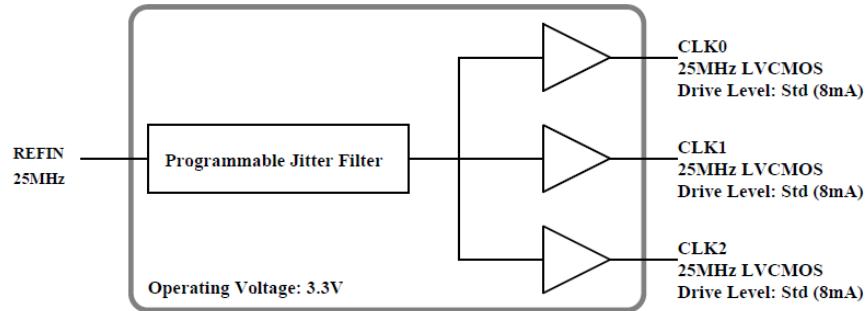 CLK0
25MHz LVCMOS
Drive Level: Std (8mA)
REFIN
25MHz
Programmable Jitter Filter
CLK1
25MHz LVCMOS
Drive Level: Std (8mA)
CLK2
25MHz LVCMOS
Drive Level: Std (8mA)
Operating Voltage: 3.3V